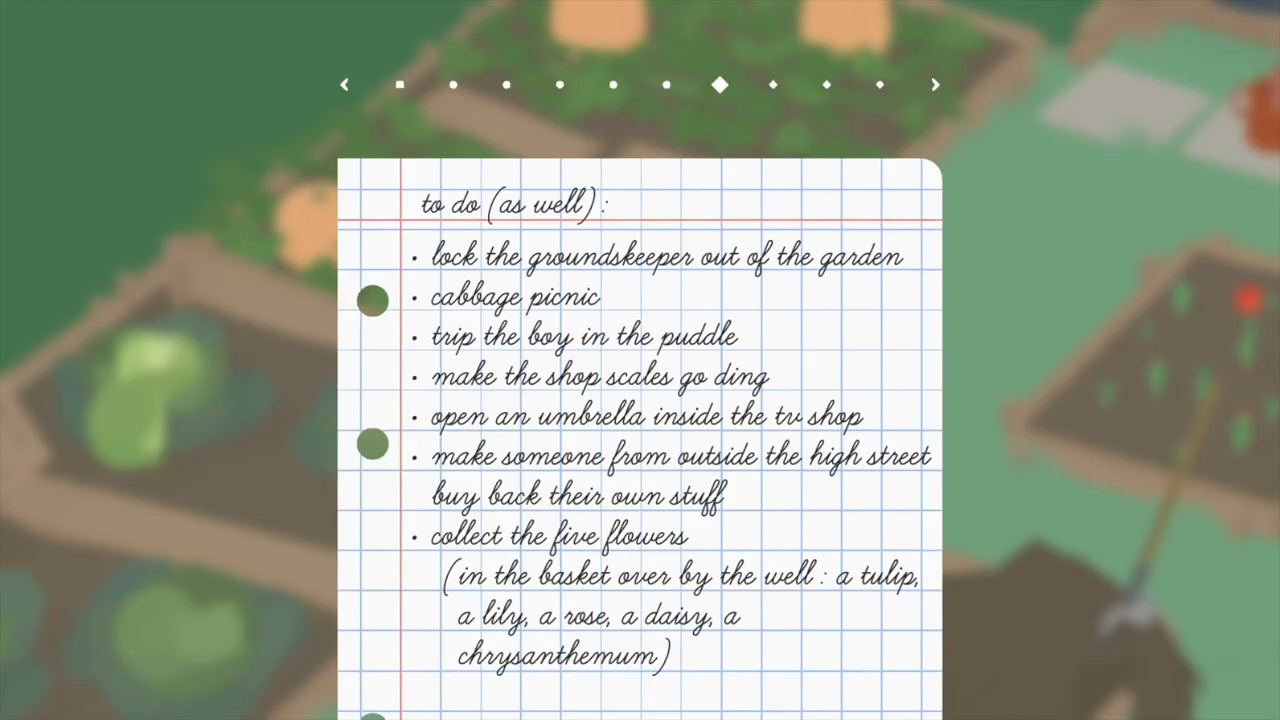 to do (as well) :
• lock the groundskeeper out of the garden
• cabbage picnic
• trip the boy in the puddle
• make the shop scales go ding
• open an umbrella inside the tv shop
• make someone from outside the high street
buy back their own stuff
• collect the five flowers
(in the basket over by the well : a tulip,
a lily, a rose, a daisy, a
chrysanthemum)